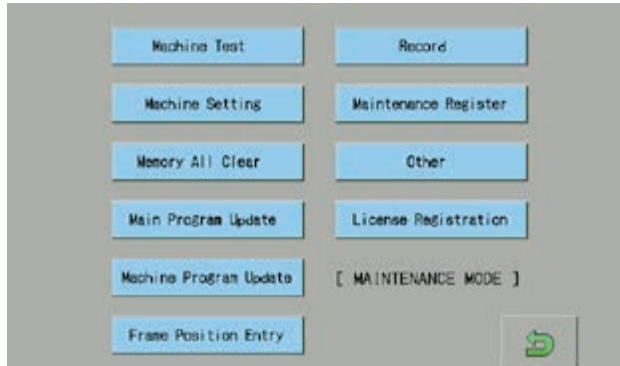 Machine Test
Record
Machine Setting
Maintenance Register
Memory All Clear
Other
Main Program Update
License Registration
Machine Program Update
[ MAINTENANCE MODE ]
Frame Position Entry